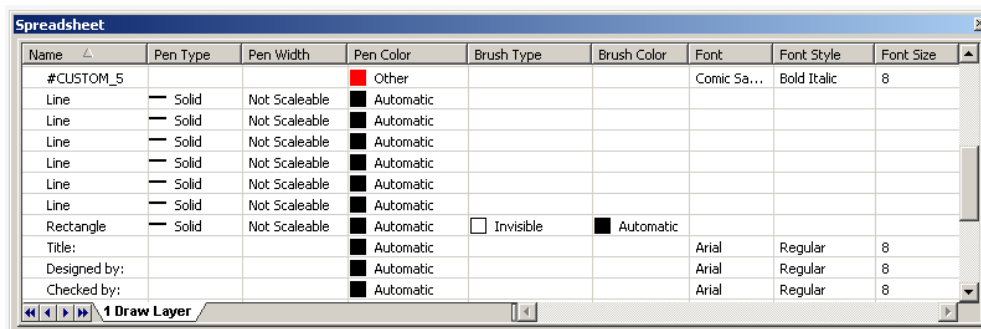 Spreadsheet
Name Pen Type Pen Width Pen Color Brush Type Brush Color Font Font Style Font Size
#CUSTOM_5 Other Comic Sa... Bold Italic 8
Line Solid Not Scaleable Automatic
Line Solid Not Scaleable Automatic
Line Solid Not Scaleable Automatic
Line Solid Not Scaleable Automatic
Line Solid Not Scaleable Automatic
Line Solid Not Scaleable Automatic
Rectangle Solid Not Scaleable Automatic Invisible Automatic
Title: Automatic Arial Regular 8
Designed by: Automatic Arial Regular 8
Checked by: Automatic Arial Regular 8
1 Draw Layer